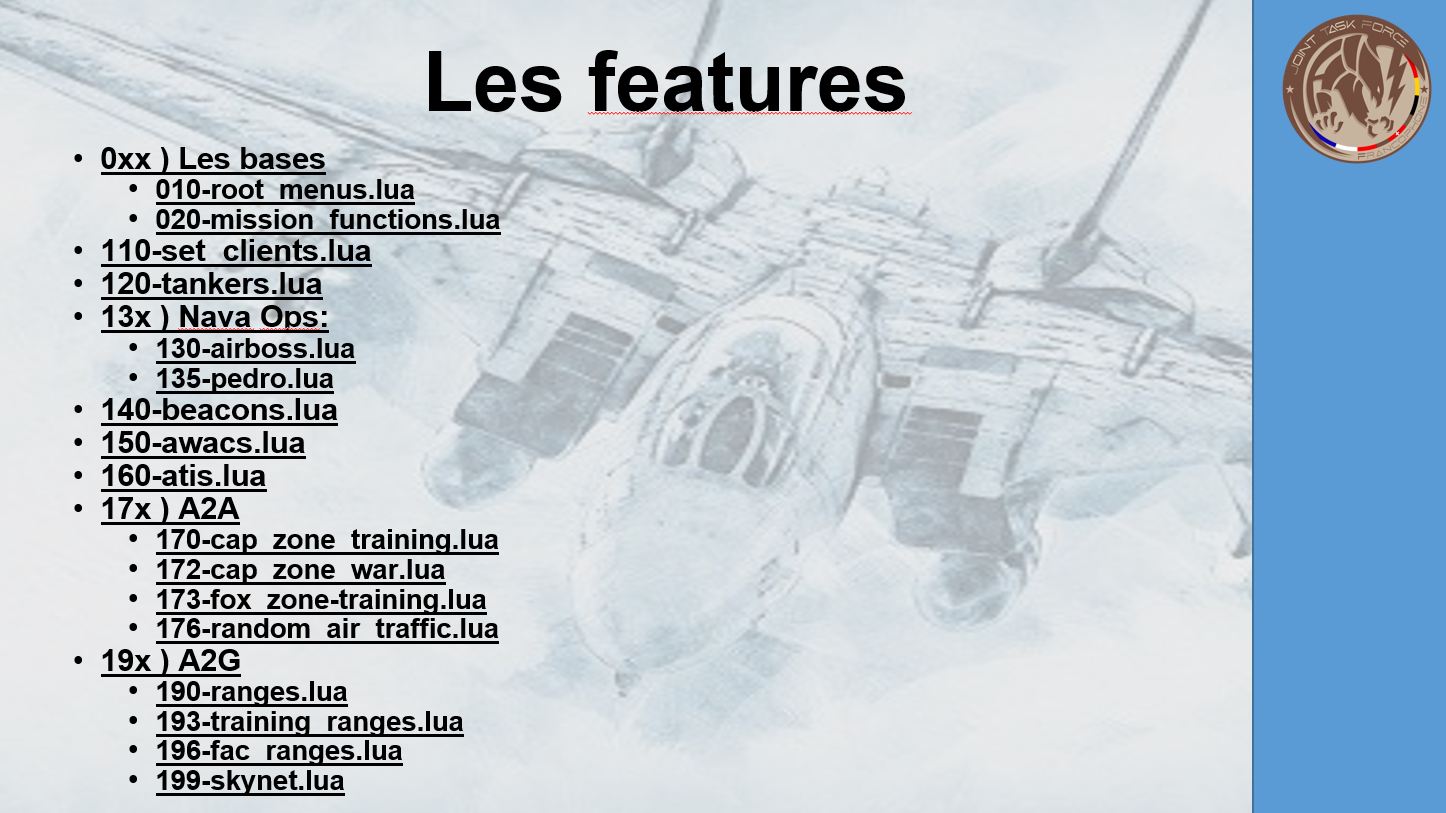 Les features
JOINT TASK FORCE
FRANCOPHONE
• 0xx ) Les bases
• 010-root_menus.lua
• 020-mission_functions.lua
• 110-set_clients.lua
• 120-tankers.lua
• 13x ) Nava Ops:
• 130-airboss.lua
• 135-pedro.lua
• 140-beacons.lua
• 150-awacs.lua
• 160-atis.lua
• 17x ) A2A
• 170-cap_zone_training.lua
• 172-cap_zone_war.lua
• 173-fox_zone-training.lua
• 176-random_air_traffic.lua
• 19x ) A2G
• 190-ranges.lua
• 193-training_ranges.lua
• 196-fac_ranges.lua
• 199-skynet.lua